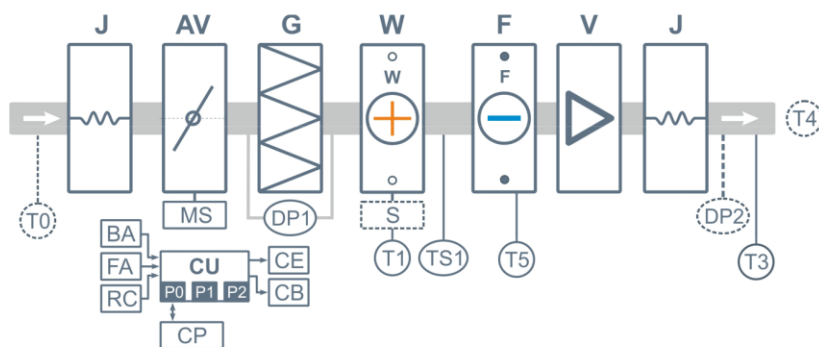 J AV G W F V J
W F
T4
T0 MS DP1 S DP2
BA T1 TS1 T5 T3
FA CU CE
RC P0 P1 P2 CB
CP